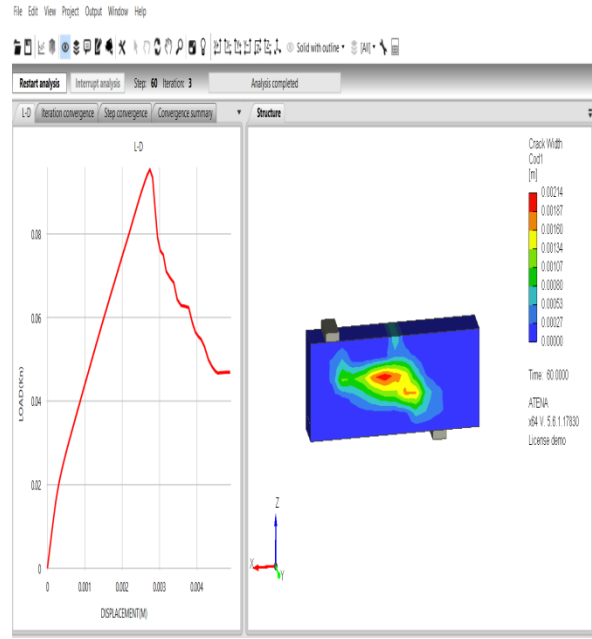 File Edit View Project Output Window Help
Solid with outine [All]
Restart analysis Interrupt analysis Step: 60 Iteration: 3 Analysis completed
L-D Iteration convergence Step convergence Convergence summary Structure
L-D
0.08
0.06
0.04
0.02
0
LOAD(Kn)
0 0.001 0.002 0.003 0.004
DISPLACEMENT(M)
Crack Width
Cod1
[m]
0.00214
0.00187
0.00160
0.00134
0.00107
0.00080
0.00053
0.00027
0.00000
Time: 60.0000
ATENA
x64 V. 5.6.1.17830
License demo
Z
X
Y